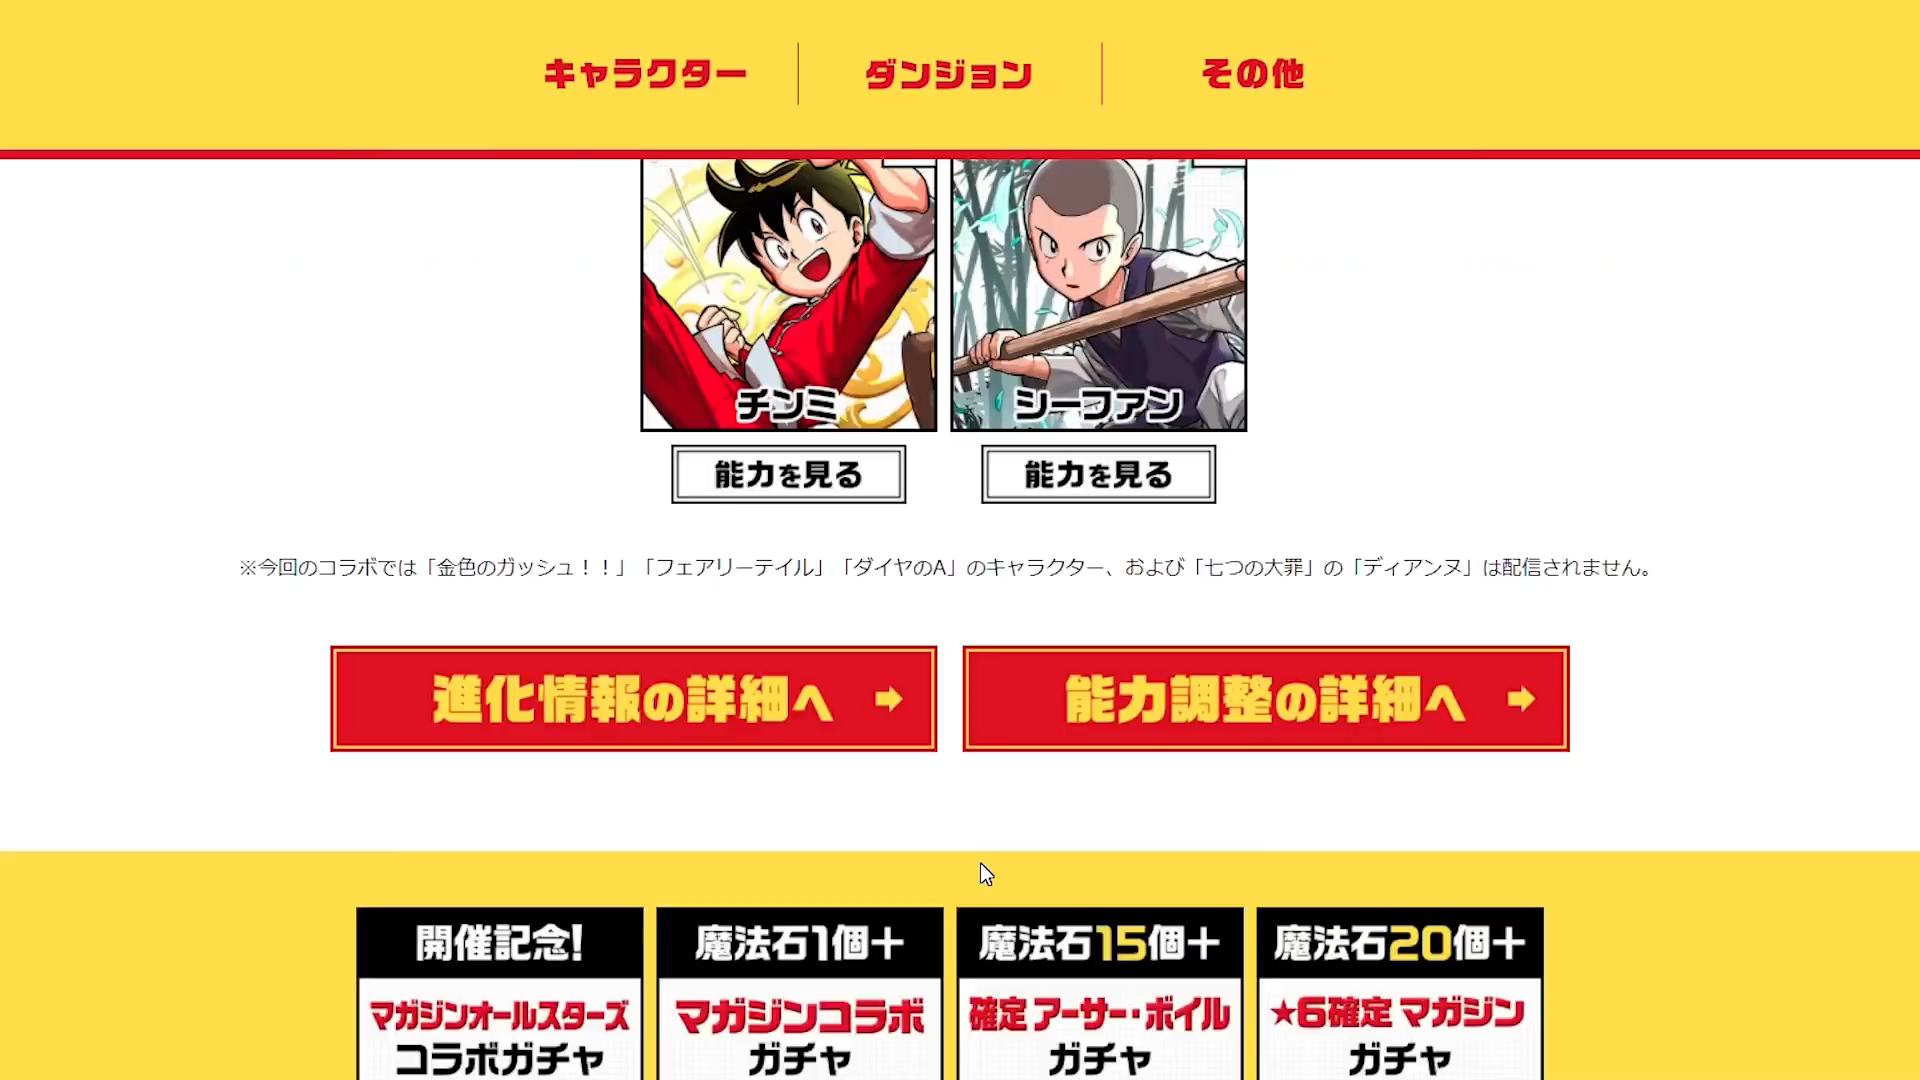 キャラクター
ダンジョン
その他
チンミ
シーファン
能力を見る
能力を見る
※今回のコラボでは「金色のガッシュ！！」「フェアリーテイル」「ダイヤのA」のキャラクター、および「七つの大罪」の「ディアンヌ」は配信されません。
進化情報の詳細へ
能力調整の詳細へ
開催記念!
マガジンオールスターズ
コラボガチャ
魔法石1個＋
マガジンコラボ
ガチャ
魔法石15個＋
確定 アーサー・ボイル
ガチャ
魔法石20個＋
★6確定 マガジン
ガチャ